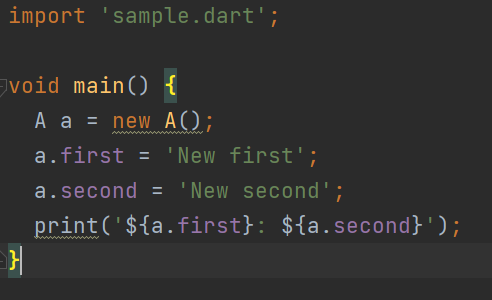 import 'sample.dart';
void main() {
A a = new A();
a.first = 'New first';
a.second = 'New second';
print('${a.first}: ${a.second}');
}